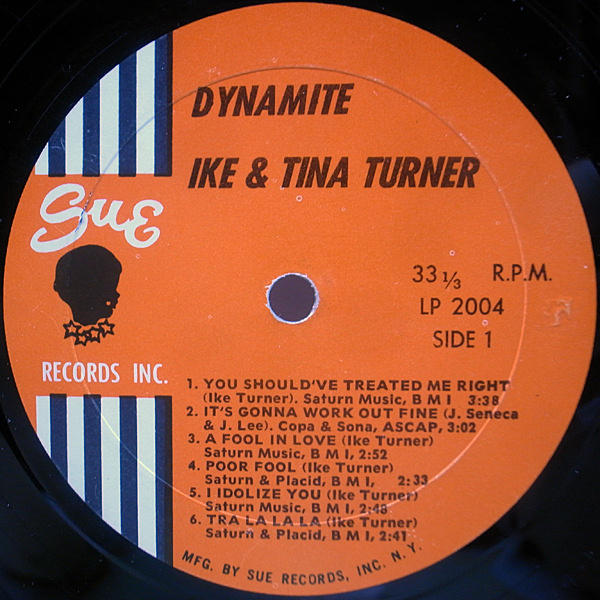 DYNAMITE
IKE & TINA TURNER
Sue
RECORDS INC.
33 1/3 R.P.M.
LP 2004
SIDE 1
1. YOU SHOULD'VE TREATED ME RIGHT
(Ike Turner). Saturn Music, B M I 3:38
2. IT'S GONNA WORK OUT FINE (J. Seneca
& J. Lee). Copa & Sona, ASCAP, 3:02
3. A FOOL IN LOVE (Ike Turner)
Saturn Music, B M I, 2:52
4. POOR FOOL (Ike Turner)
Saturn & Placid, B M I, 2:33
5. I IDOLIZE YOU (Ike Turner)
Saturn Music, B M I, 2:48
6. TRA LA LA LA (Ike Turner)
Saturn & Placid, B M I, 2:41
MFG. BY SUE RECORDS, INC. N.Y.